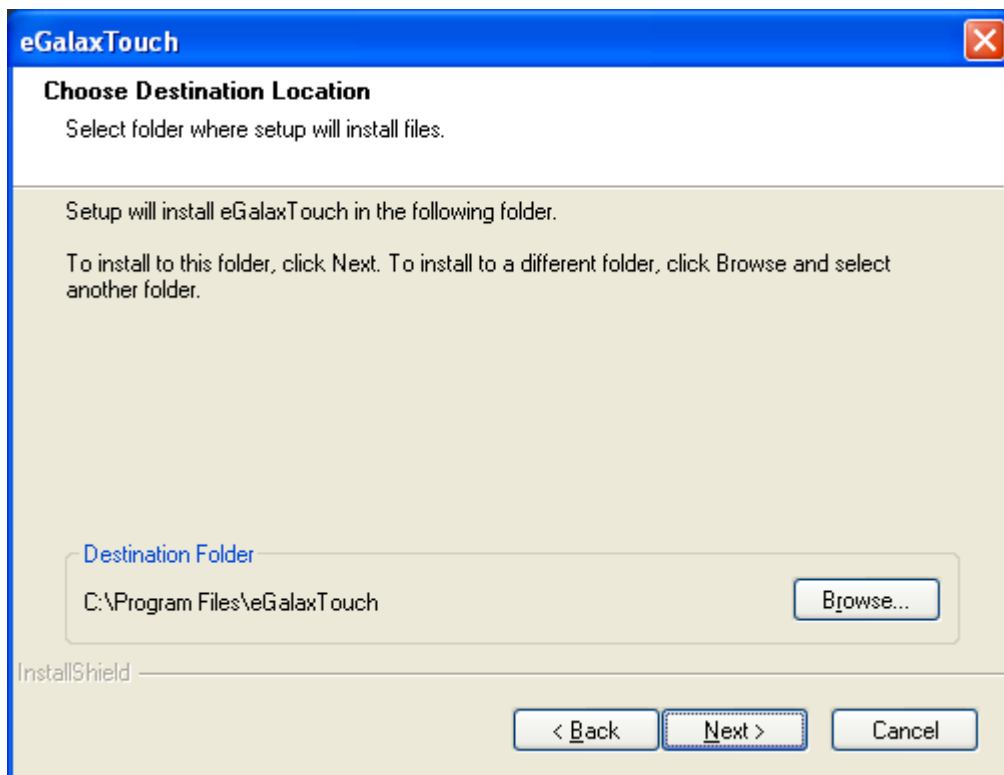 eGalaxTouch
Choose Destination Location
Select folder where setup will install files.
Setup will install eGalaxTouch in the following folder.
To install to this folder, click Next. To install to a different folder, click Browse and select
another folder.
Destination Folder
C:\Program Files\eGalaxTouch
Browse...
InstallShield
< Back
Next >
Cancel